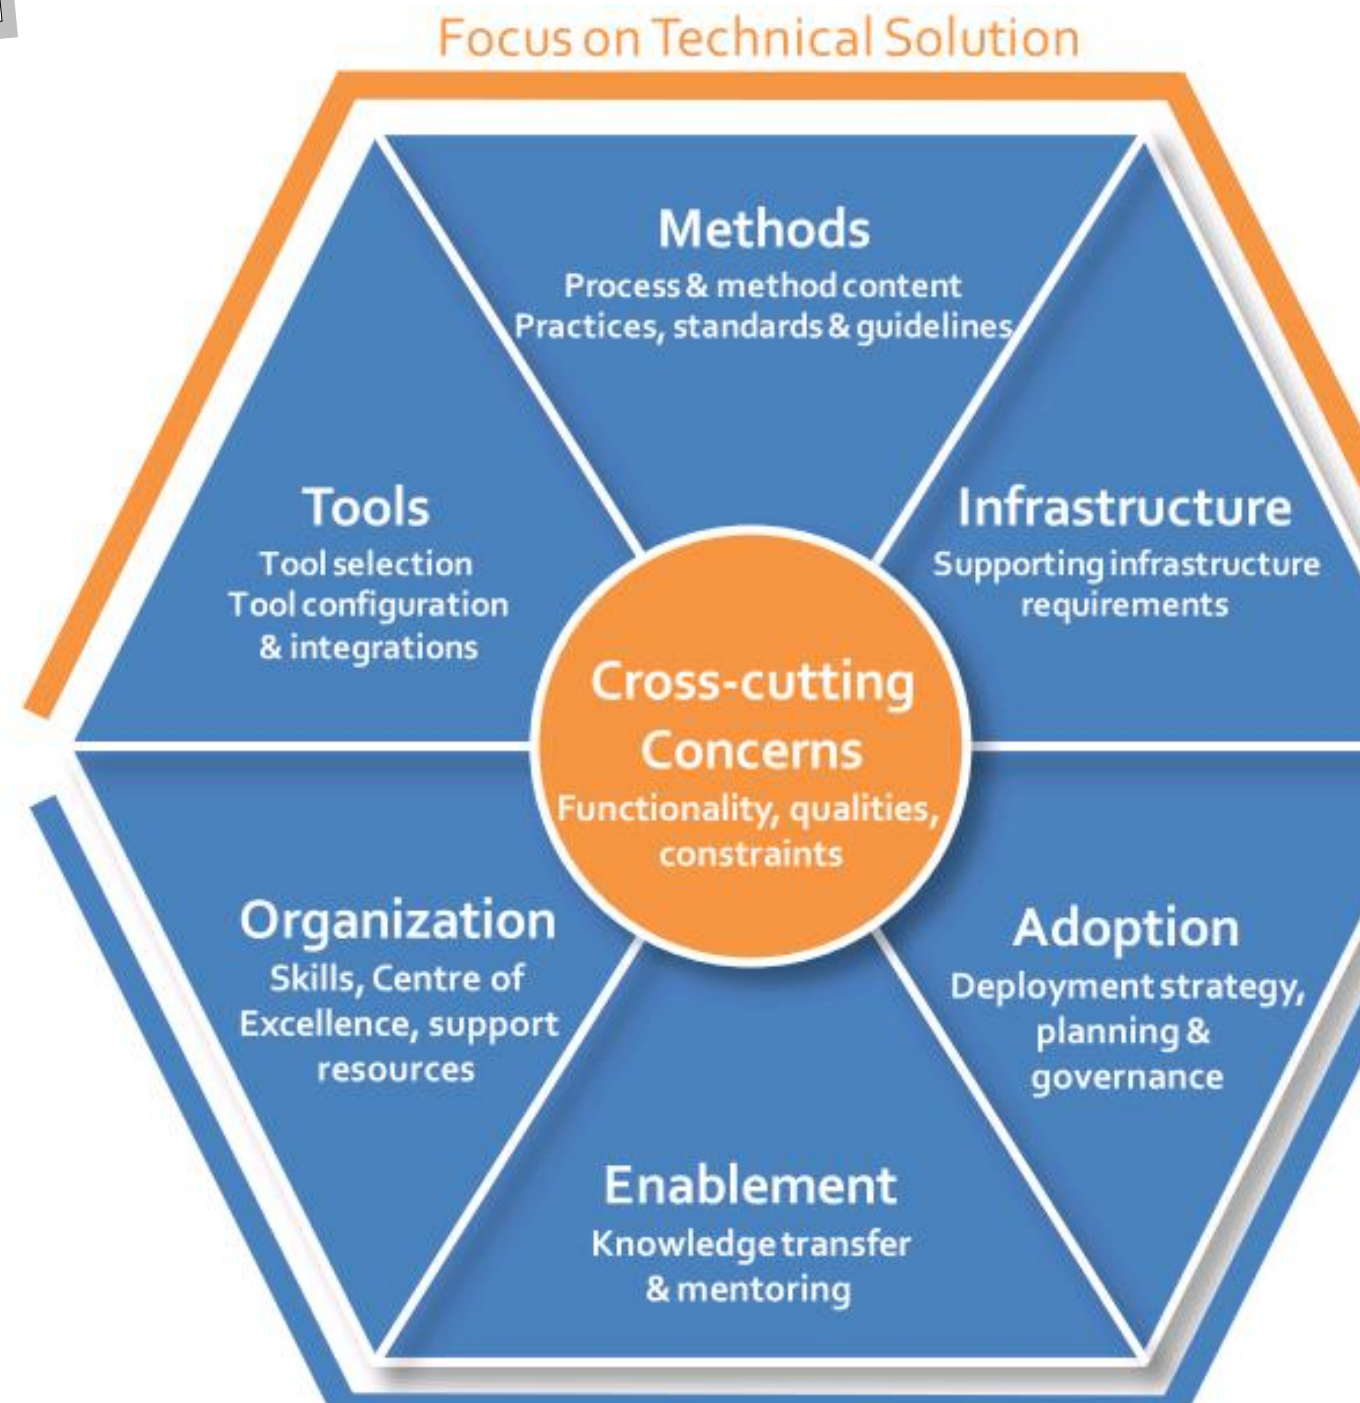 Focus on Technical Solution
Methods
Process & method content
Practices, standards & guidelines
Tools
Tool selection
Tool configuration
& integrations
Infrastructure
Supporting infrastructure
requirements
Cross-cutting
Concerns
Functionality, qualities,
constraints
Organization
Skills, Centre of
Excellence, support
resources
Adoption
Deployment strategy,
planning &
governance
Enablement
Knowledge transfer
& mentoring